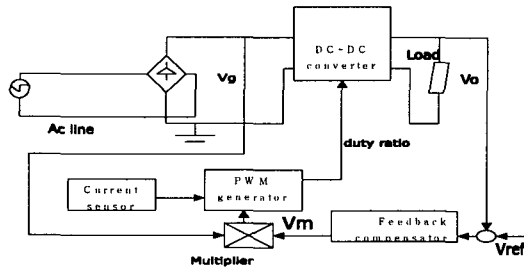 DC-DC
converter
Load
Vg
Vo
Ac line
duty ratio
Current
sensor
PWM
generator
Vm
Feedback
compensator
Vref
Multiplier